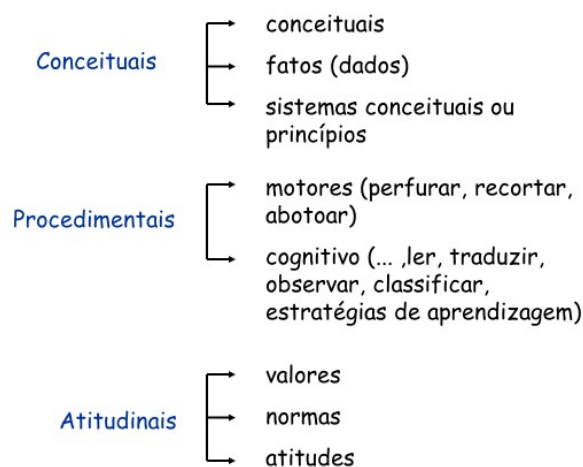 Conceituais
conceituais
fatos (dados)
sistemas conceituais ou
princípios
Procedimentais
motores (perfurar, recortar,
abotoar)
cognitivo (... ,ler, traduzir,
observar, classificar,
estratégias de aprendizagem)
Atitudinais
valores
normas
atitudes